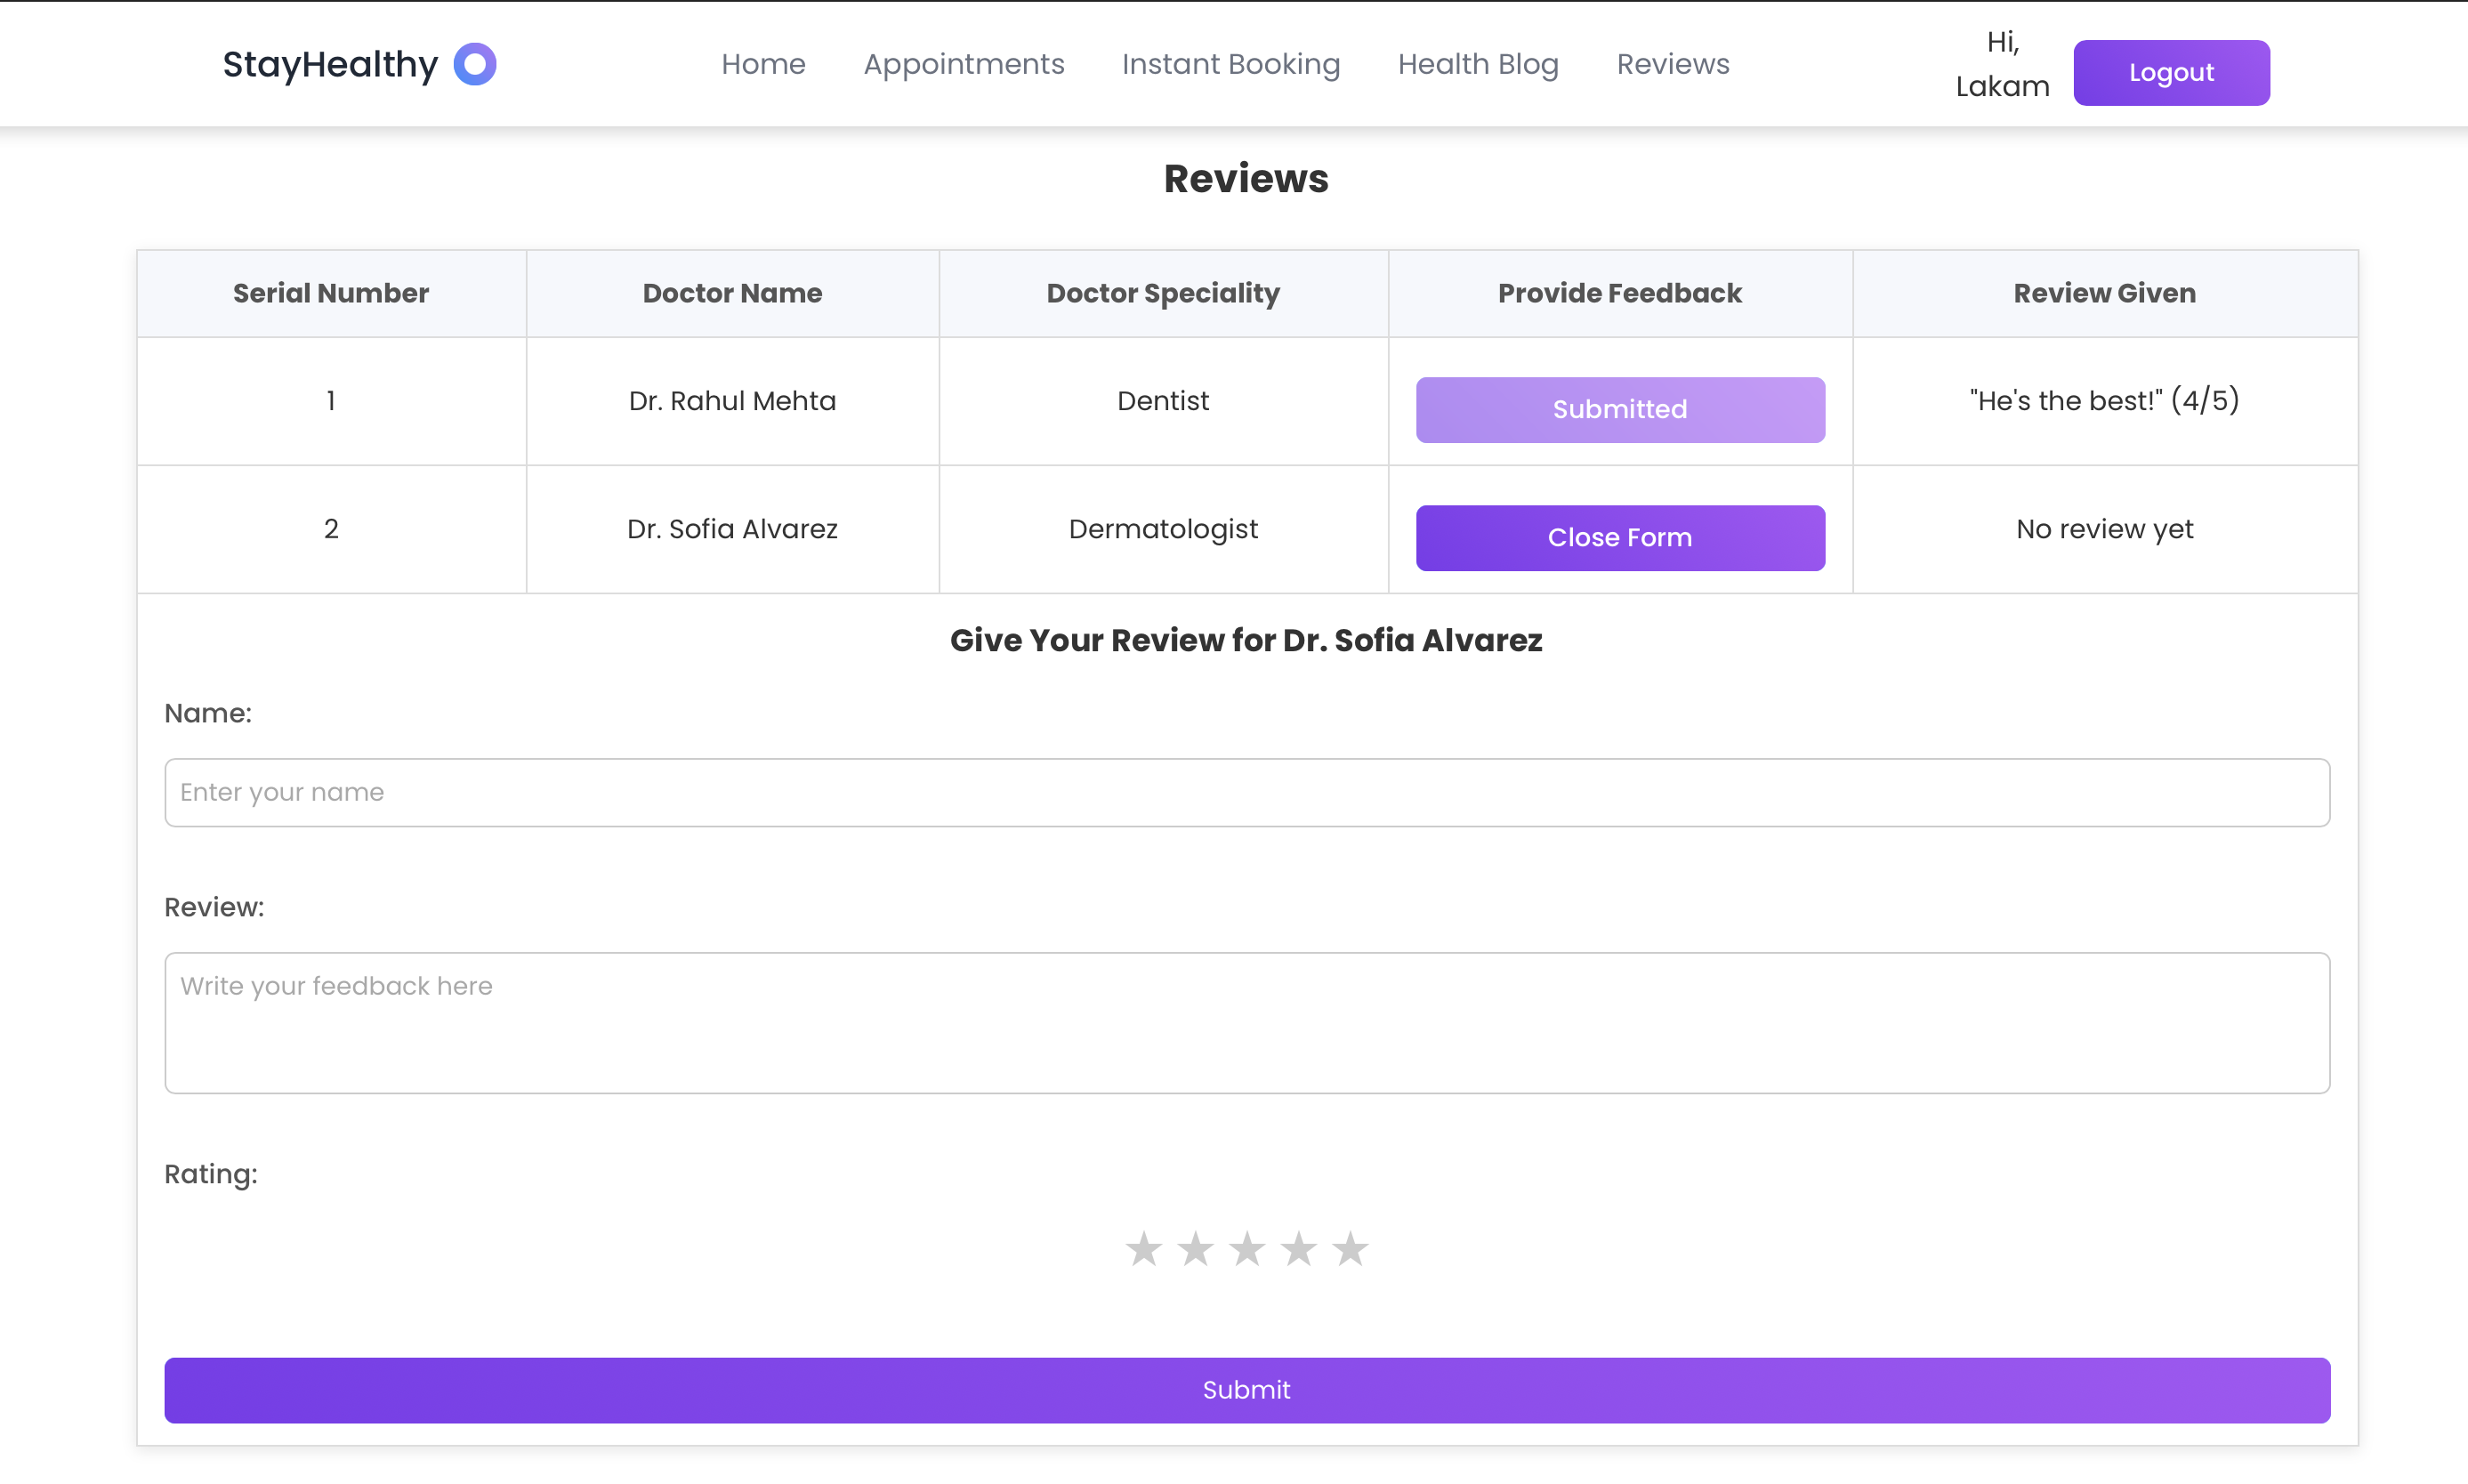 StayHealthy
Home Appointments Instant Booking Health Blog Reviews
Hi,
Lakam
Logout
Reviews
Serial Number Doctor Name Doctor Speciality Provide Feedback Review Given
1 Dr. Rahul Mehta Dentist Submitted "He's the best!" (4/5)
2 Dr. Sofia Alvarez Dermatologist Close Form No review yet
Give Your Review for Dr. Sofia Alvarez
Name:
Enter your name
Review:
Write your feedback here
Rating:
Submit